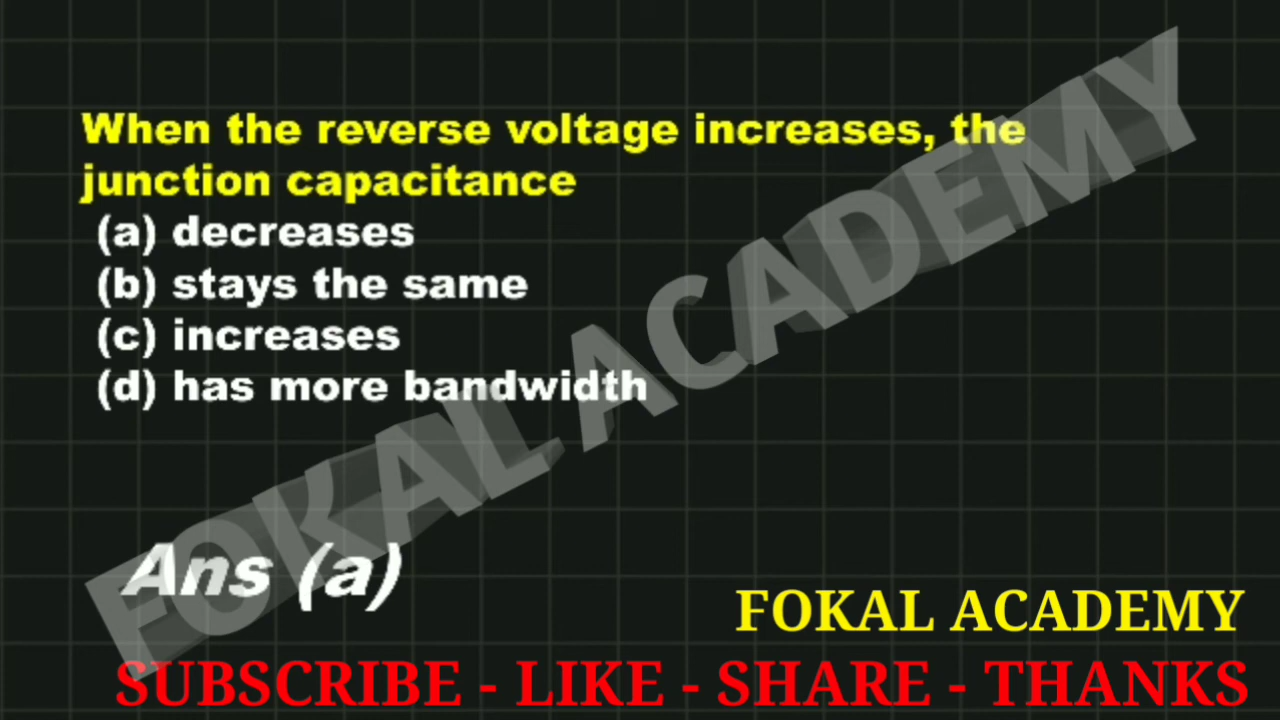 When the reverse voltage increases, the
junction capacitance
(a) decreases
(b) stays the same
(c) increases
(d) has more bandwidth
FOKAL ACADEMY
Ans (a)
FOKAL ACADEMY
SUBSCRIBE - LIKE - SHARE - THANKS